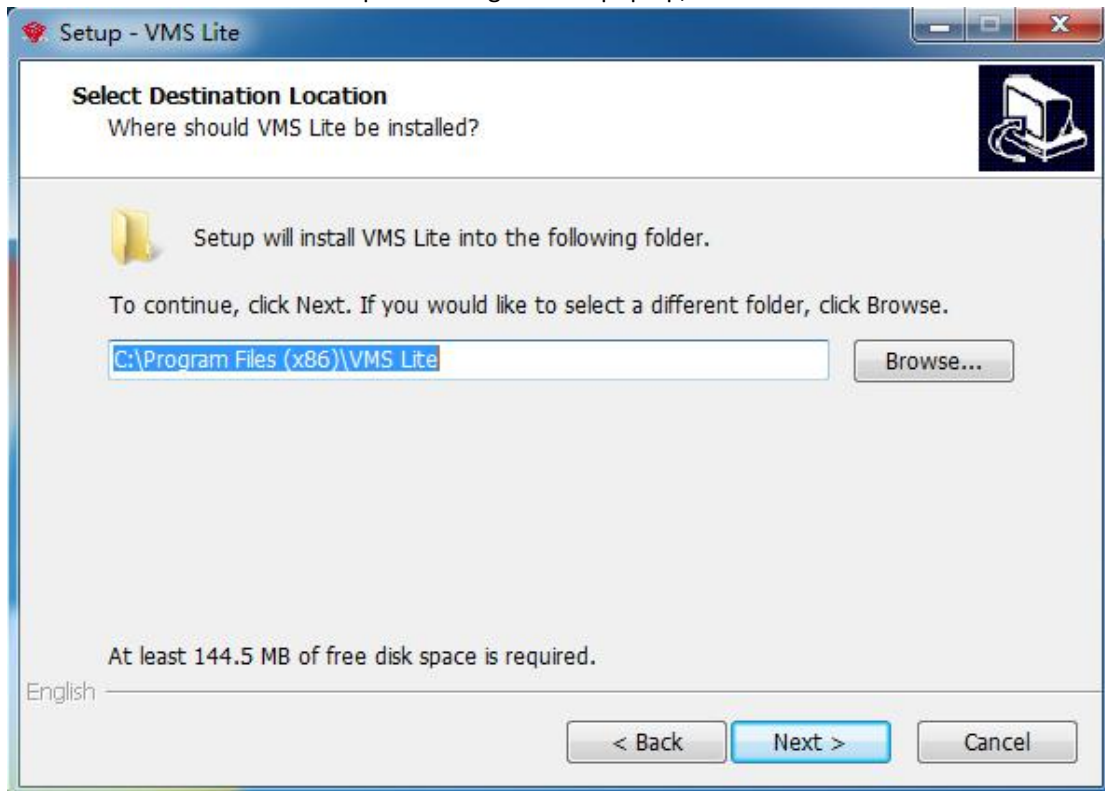 Setup - VMS Lite
Select Destination Location
Where should VMS Lite be installed?
Setup will install VMS Lite into the following folder.
To continue, click Next. If you would like to select a different folder, click Browse.
C:\Program Files (x86)\VMS Lite
Browse...
At least 144.5 MB of free disk space is required.
English
< Back
Next >
Cancel